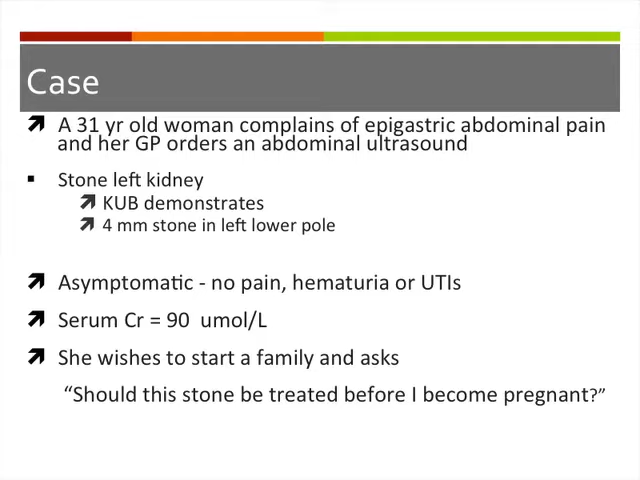 Case
A 31 yr old woman complains of epigastric abdominal pain
and her GP orders an abdominal ultrasound
Stone left kidney
KUB demonstrates
4 mm stone in left lower pole
Asymptomatic - no pain, hematuria or UTIs
Serum Cr = 90 umol/L
She wishes to start a family and asks
“Should this stone be treated before I become pregnant?”